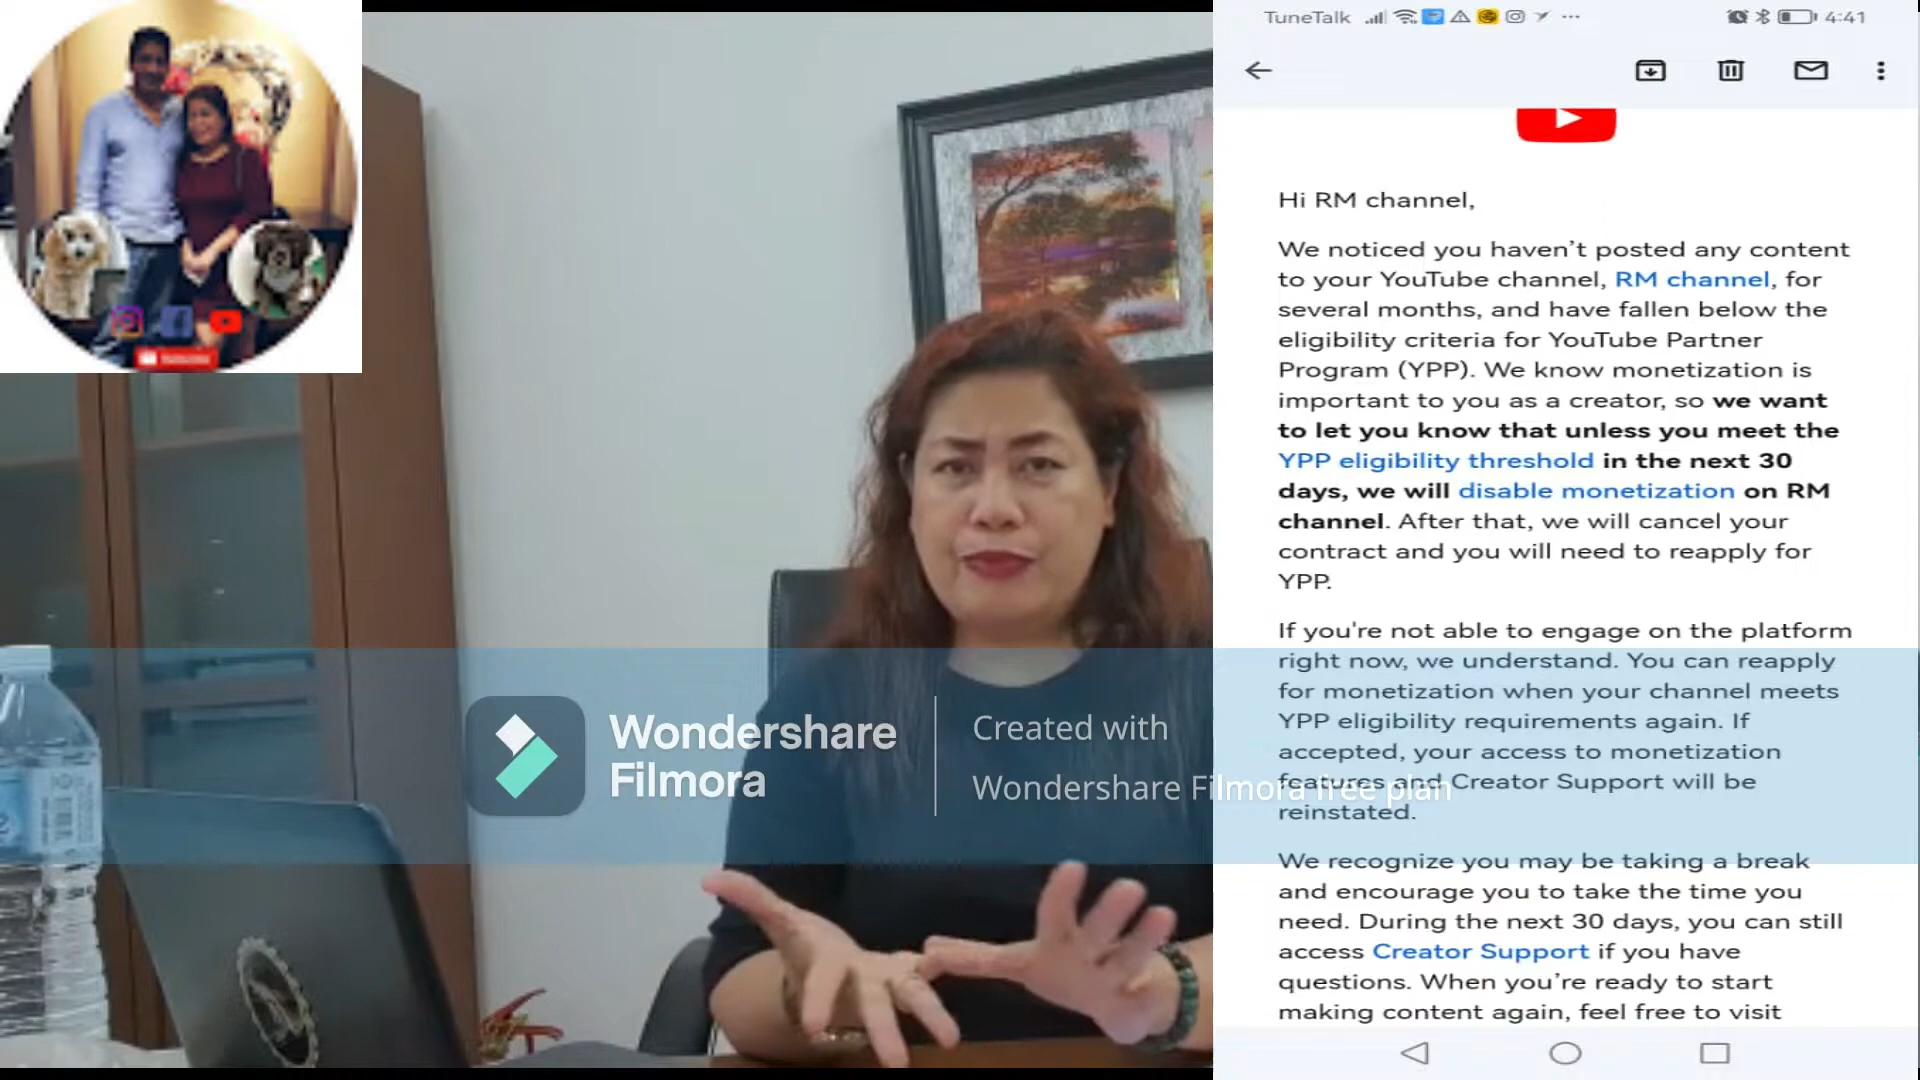 TuneTalk
4:41
Hi RM channel,
We noticed you haven’t posted any content
to your YouTube channel, RM channel, for
several months, and have fallen below the
eligibility criteria for YouTube Partner
Program (YPP). We know monetization is
important to you as a creator, so we want
to let you know that unless you meet the
YPP eligibility threshold in the next 30
days, we will disable monetization on RM
channel. After that, we will cancel your
contract and you will need to reapply for
YPP.
If you're not able to engage on the platform
right now, we understand. You can reapply
for monetization when your channel meets
YPP eligibility requirements again. If
accepted, your access to monetization
features and Creator Support will be
reinstated.
We recognize you may be taking a break
and encourage you to take the time you
need. During the next 30 days, you can still
access Creator Support if you have
questions. When you’re ready to start
making content again, feel free to visit
Wondershare
Filmora
Created with
Wondershare Filmora free plan